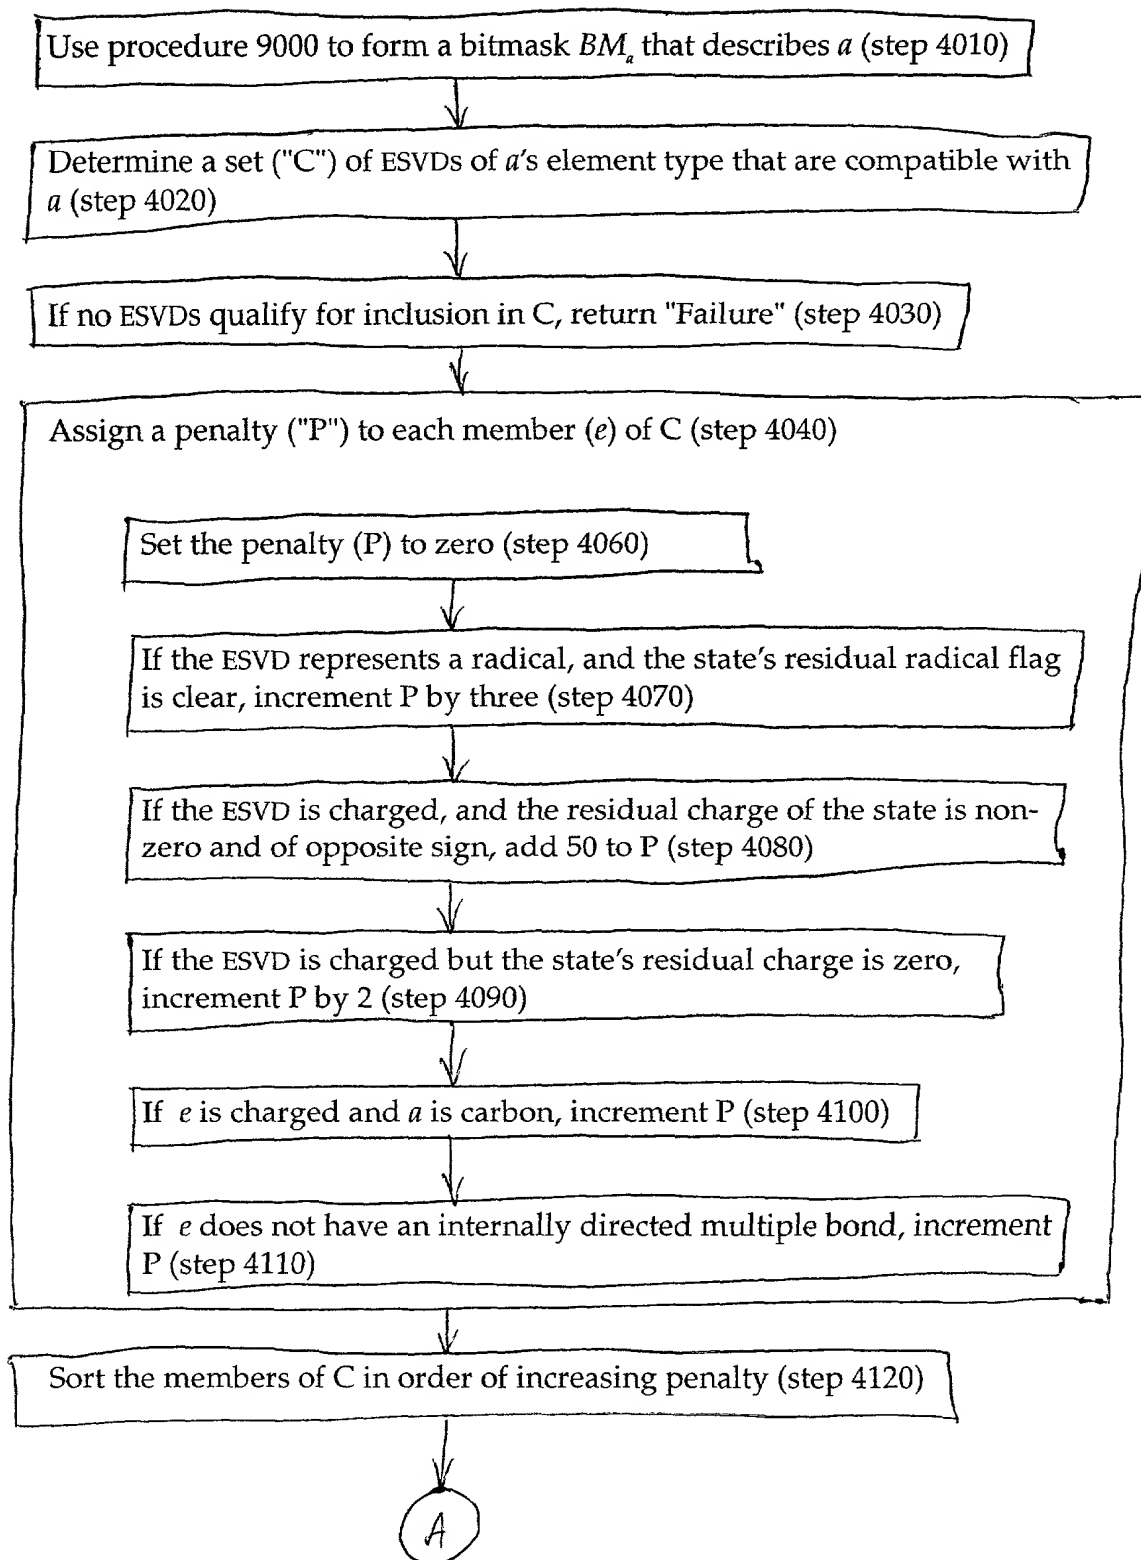 Use procedure 9000 to form a bitmask BMa that describes a (step 4010)
Determine a set ("C") of ESVDs of a's element type that are compatible with
a (step 4020)
If no ESVDs qualify for inclusion in C, return "Failure" (step 4030)
Assign a penalty ("P") to each member (e) of C (step 4040)
Set the penalty (P) to zero (step 4060)
If the ESVD represents a radical, and the state's residual radical flag
is clear, increment P by three (step 4070)
If the ESVD is charged, and the residual charge of the state is non-
zero and of opposite sign, add 50 to P (step 4080)
If the ESVD is charged but the state's residual charge is zero,
increment P by 2 (step 4090)
If e is charged and a is carbon, increment P (step 4100)
If e does not have an internally directed multiple bond, increment
P (step 4110)
Sort the members of C in order of increasing penalty (step 4120)
A